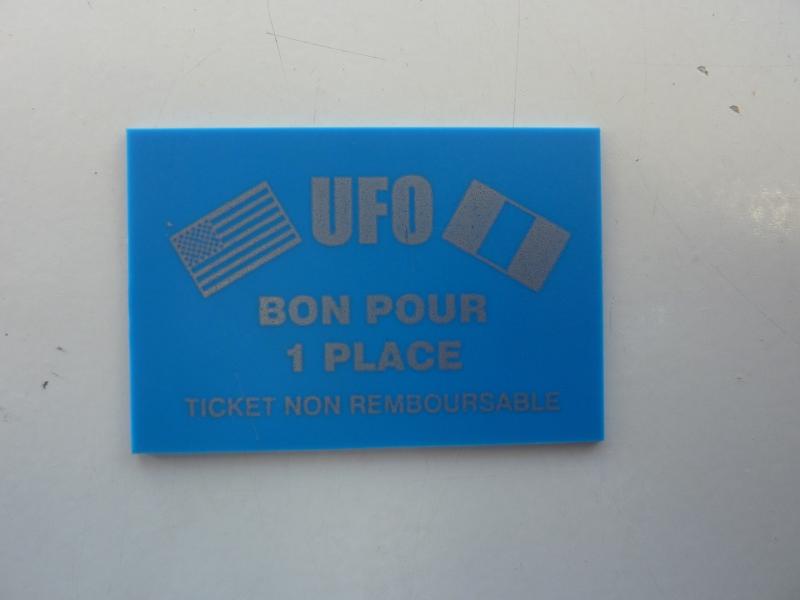 UFO
BON POUR
1 PLACE
TICKET NON REMBOURSABLE